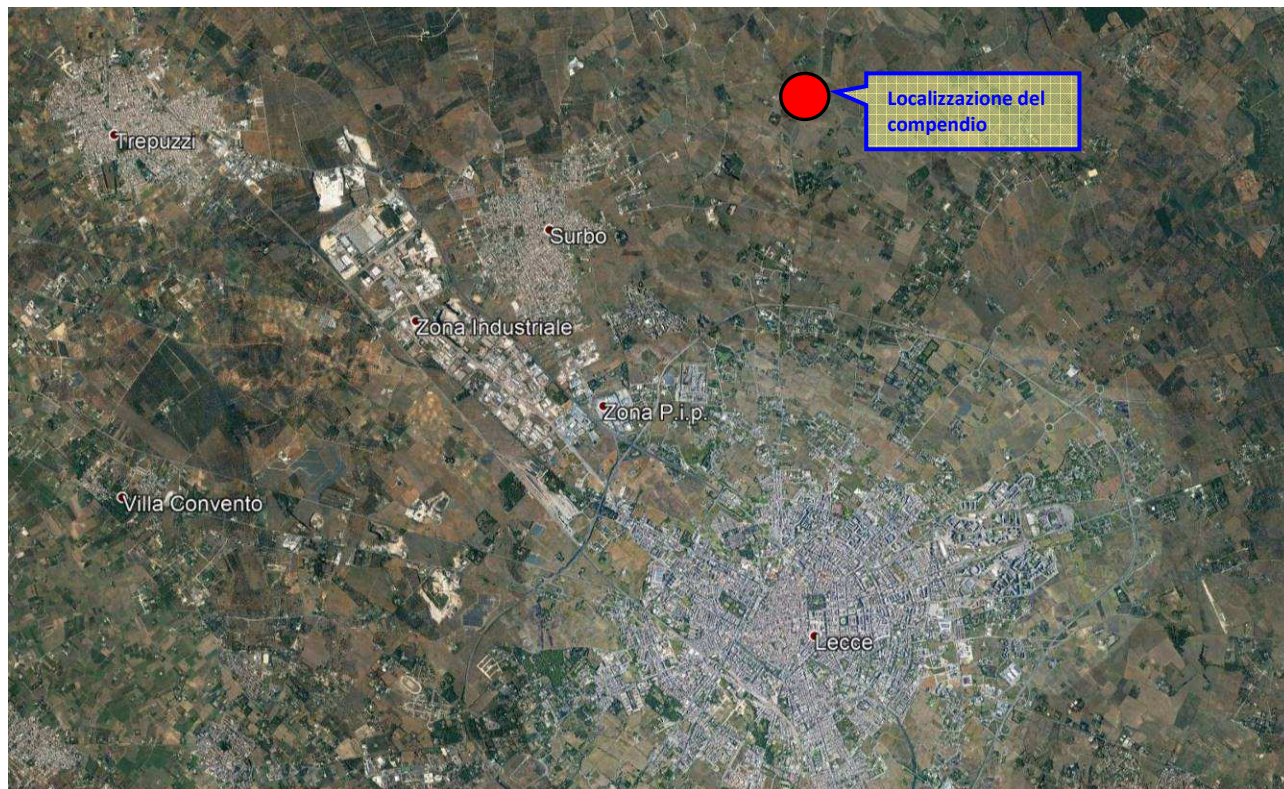 Localizzazione del
compendio
Trepuzzi
Surbo
Zona Industriale
Zona P.i.p.
Villa Convento
Lecce